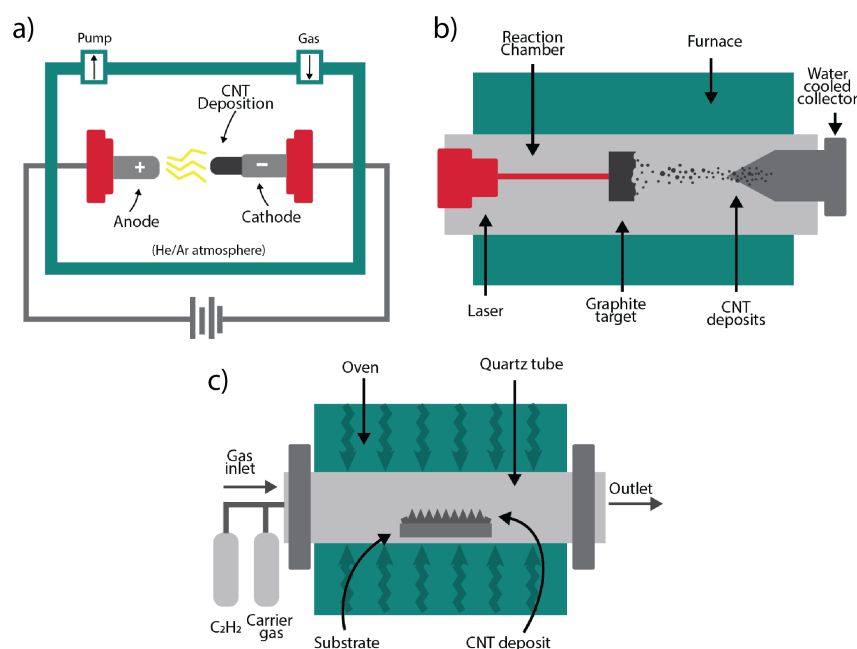 a)
Pump
Gas
CNT
Deposition
+
−
Anode
Cathode
(He/Ar atmosphere)
b)
Reaction
Chamber
Furnace
Water
cooled
collector
Laser
Graphite
target
CNT
deposits
c)
Oven
Quartz tube
Gas
inlet
Outlet
C₂H₂
Carrier
gas
Substrate
CNT deposit